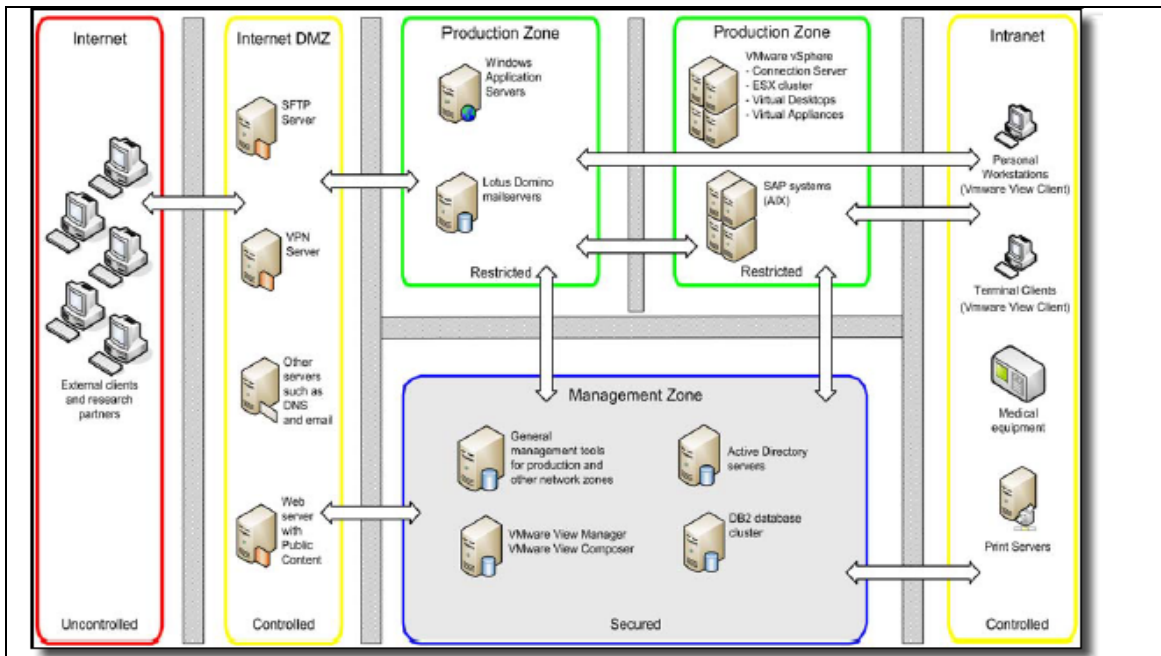 Internet
External clients
and research
partners
Uncontrolled
Internet DMZ
SFTP
Server
VPN
Server
Other
servers
such as
DNS
and email
Web
server
with
Public
Content
Controlled
Production Zone
Windows
Application
Servers
Lotus Domino
mailservers
Restricted
Production Zone
VMware vSphere
- Connection Server
- ESX cluster
- Virtual Desktops
- Virtual Appliances
SAP systems
(AIX)
Restricted
Management Zone
General
management tools
for production and
other network zones
Active Directory
servers
VMware View Manager
VMware View Composer
DB2 database
cluster
Secured
Intranet
Personal
Workstations
(Vmware View Client)
Terminal Clients
(Vmware View Client)
Medical
equipment
Print Servers
Controlled